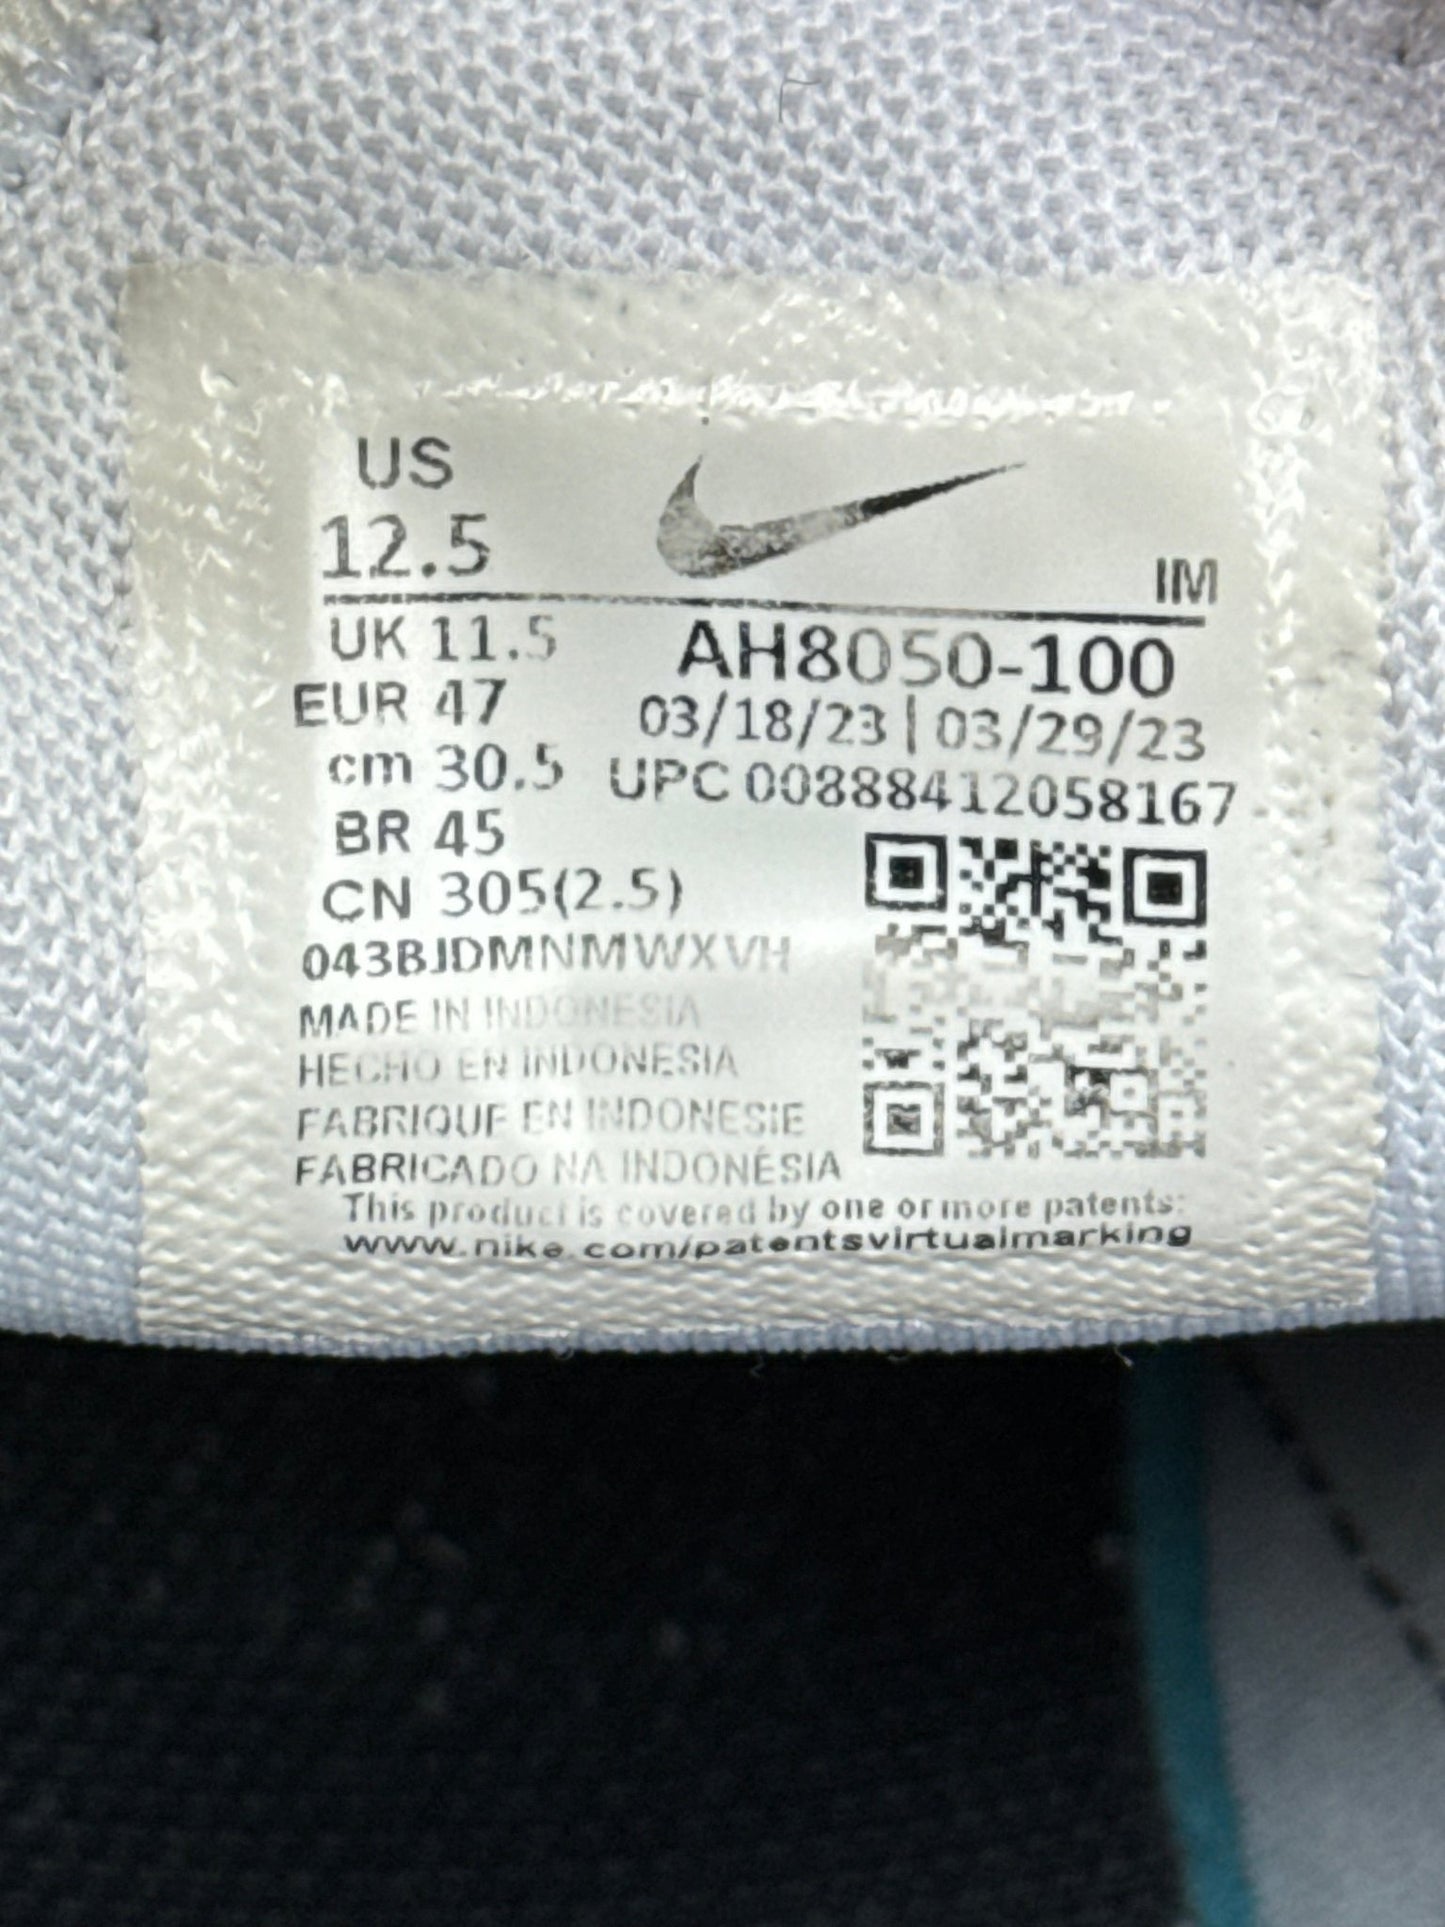 US
12.5
IM
UK 11.5
AH8050-100
EUR 47
03/18/23 | 03/29/23
cm 30.5
UPC 00888412058167
BR 45
CN 305(2.5)
043BJDMNMWXVH
MADE IN INDONESIA
HECHO EN INDONESIA
FABRIQUE EN INDONESIE
FABRICADO NA INDONÉSIA
This product is covered by one or more patents:
www.nike.com/patentsvirtualmarking